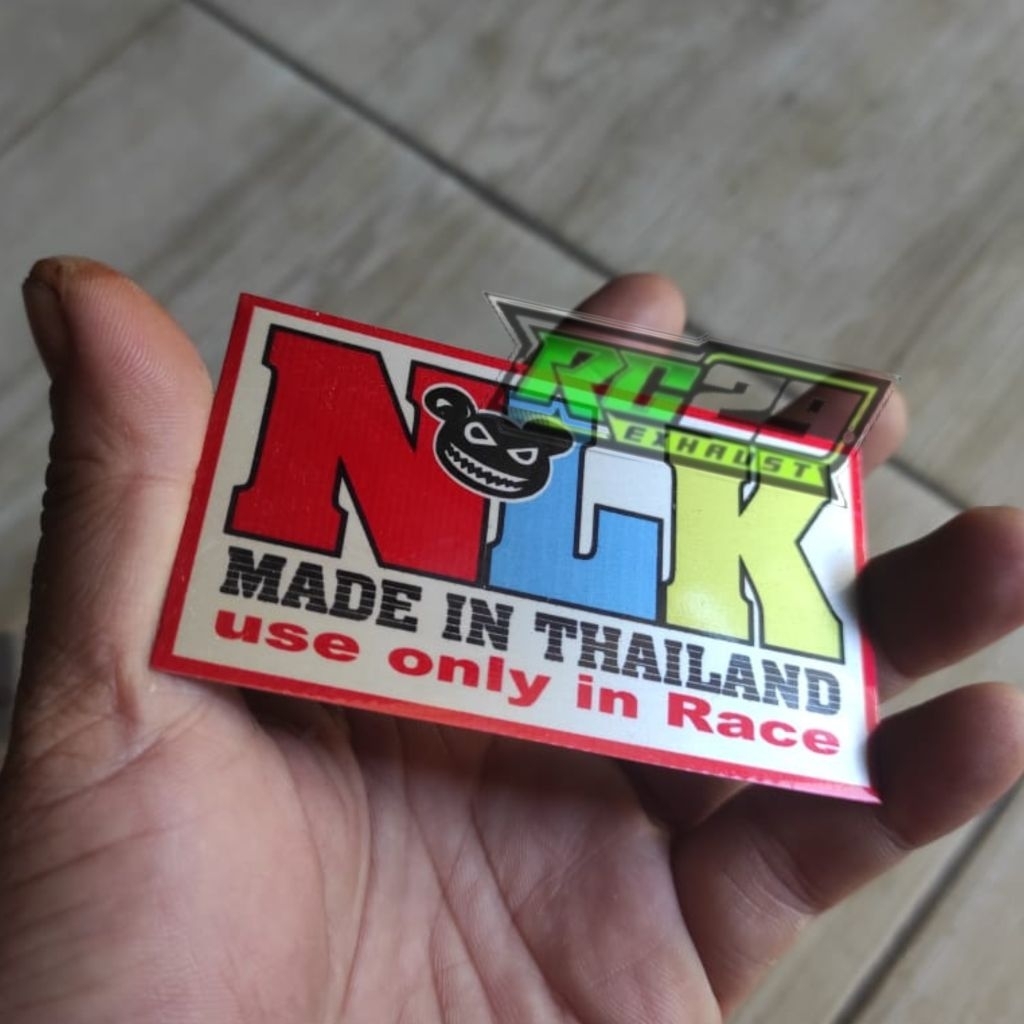 NLK
MADE IN THAILAND
use only in Race
RC24
EXHAUST